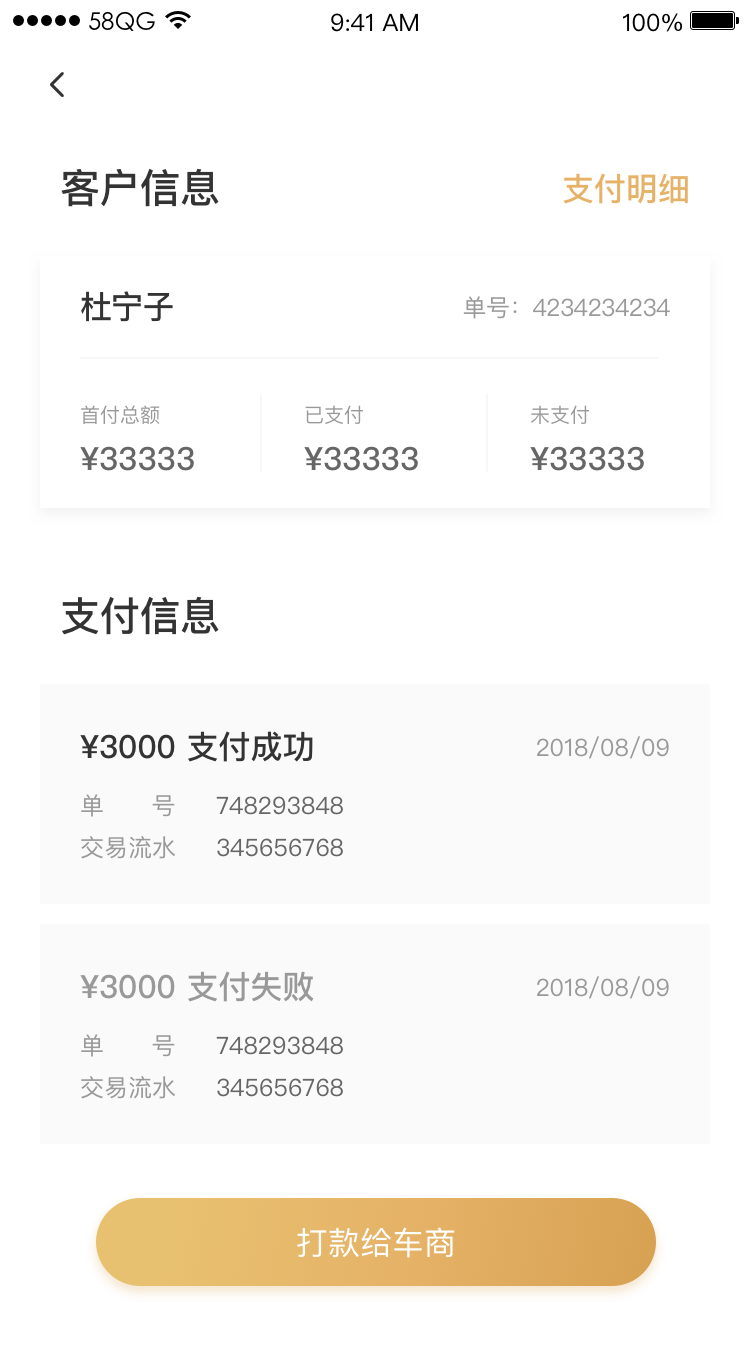 58QG 9:41 AM 100%
客户信息 支付明细
杜宁子 单号：4234234234
首付总额 已支付 未支付
¥33333 ¥33333 ¥33333
支付信息
¥3000 支付成功 2018/08/09
单 号 748293848
交易流水 345656768
¥3000 支付失败 2018/08/09
单 号 748293848
交易流水 345656768
打款给车商